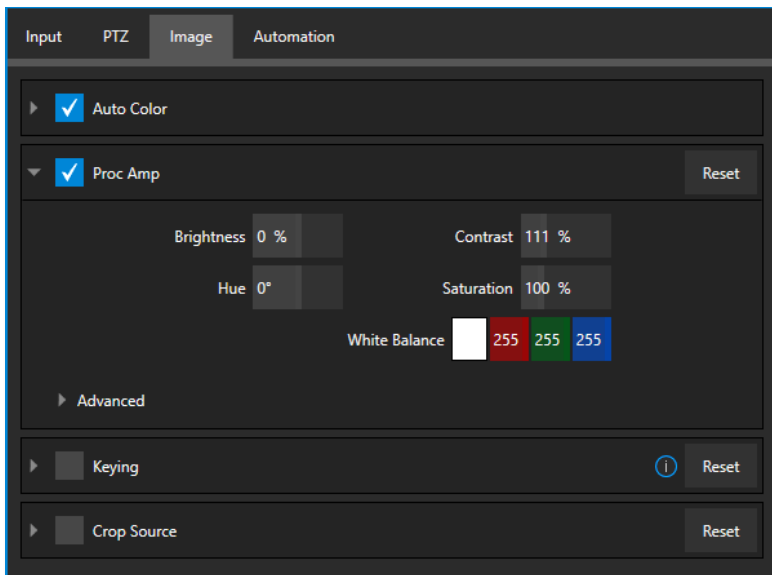 Input PTZ Image Automation
Auto Color
Proc Amp Reset
Brightness 0 % Contrast 111 %
Hue 0° Saturation 100 %
White Balance 255 255 255
Advanced
Keying i Reset
Crop Source Reset